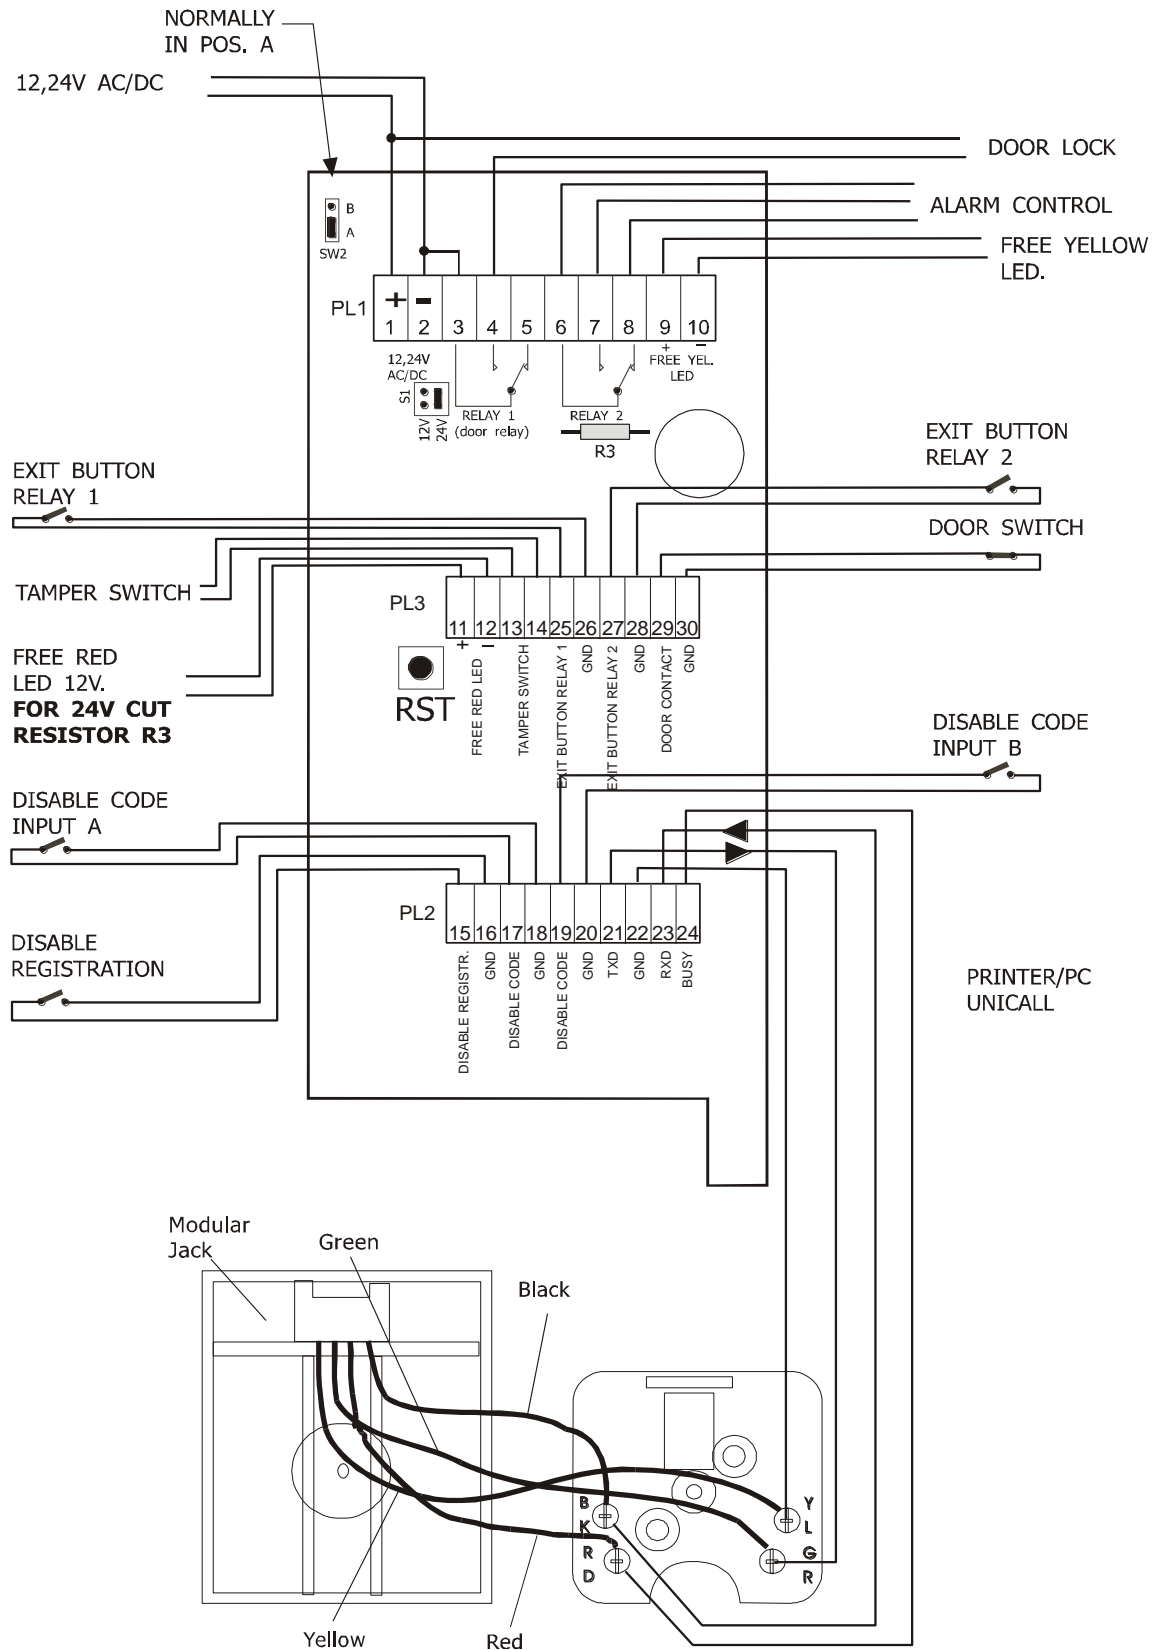 NORMALLY
IN POS. A
12,24V AC/DC
DOOR LOCK
ALARM CONTROL
FREE YELLOW
LED.
B
A
SW2
PL1
+ −
1 2 3 4 5 6 7 8 9 10
+ −
12,24V
AC/DC
FREE YEL.
LED
S1
12V
24V
RELAY 1
(door relay)
RELAY 2
R3
EXIT BUTTON
RELAY 2
EXIT BUTTON
RELAY 1
DOOR SWITCH
TAMPER SWITCH
PL3
11 12 13 14 25 26 27 28 29 30
+ −
FREE RED LED
TAMPER SWITCH
EXIT BUTTON RELAY 1
GND
EXIT BUTTON RELAY 2
GND
DOOR CONTACT
GND
RST
FREE RED
LED 12V.
FOR 24V CUT
RESISTOR R3
DISABLE CODE
INPUT B
DISABLE CODE
INPUT A
PL2
15 16 17 18 19 20 21 22 23 24
DISABLE REGISTR.
GND
DISABLE CODE
GND
DISABLE CODE
GND
TXD
GND
RXD
BUSY
DISABLE
REGISTRATION
PRINTER/PC
UNICALL
Modular
Jack
Green
Black
B
K
R
D
Y
L
G
R
Yellow
Red